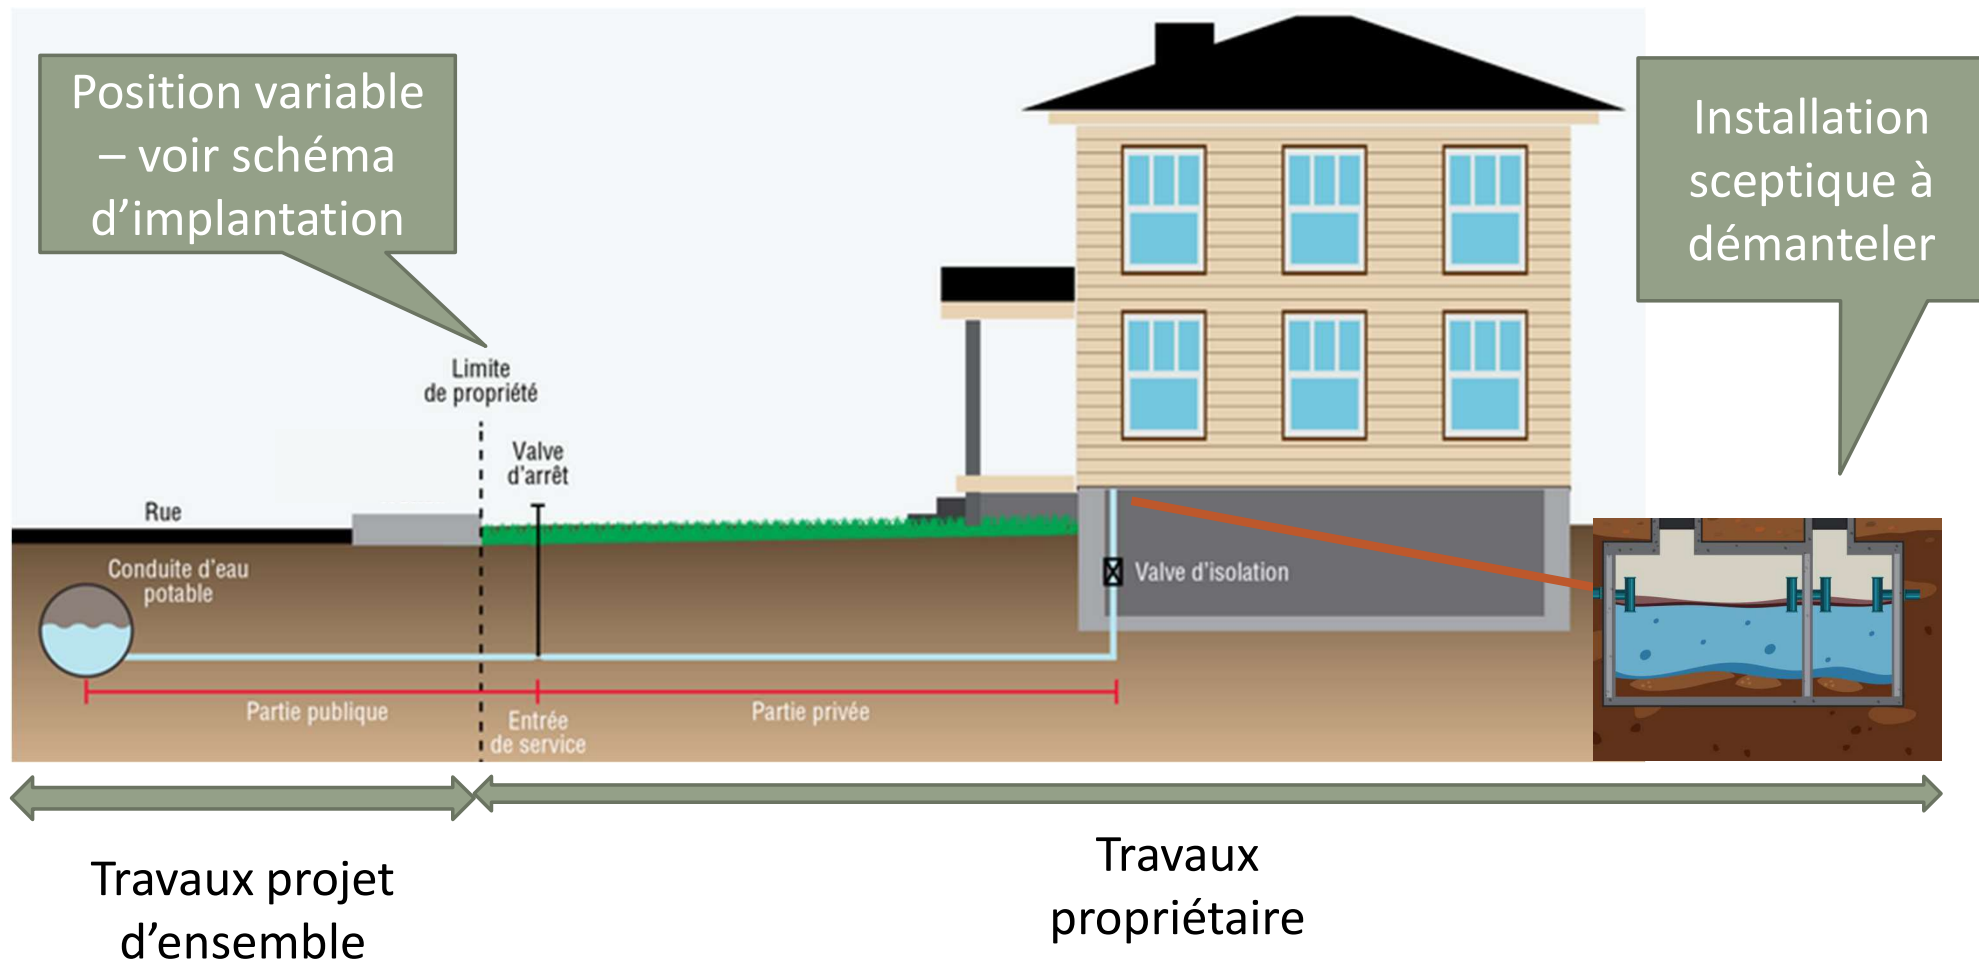 Position variable
– voir schéma
d’implantation
Installation
sceptique à
démanteler
Limite
de propriété
Valve
d’arrêt
Rue
Conduite d’eau
potable
Valve d’isolation
Partie publique
Entrée
de service
Partie privée
Travaux projet
d’ensemble
Travaux
propriétaire